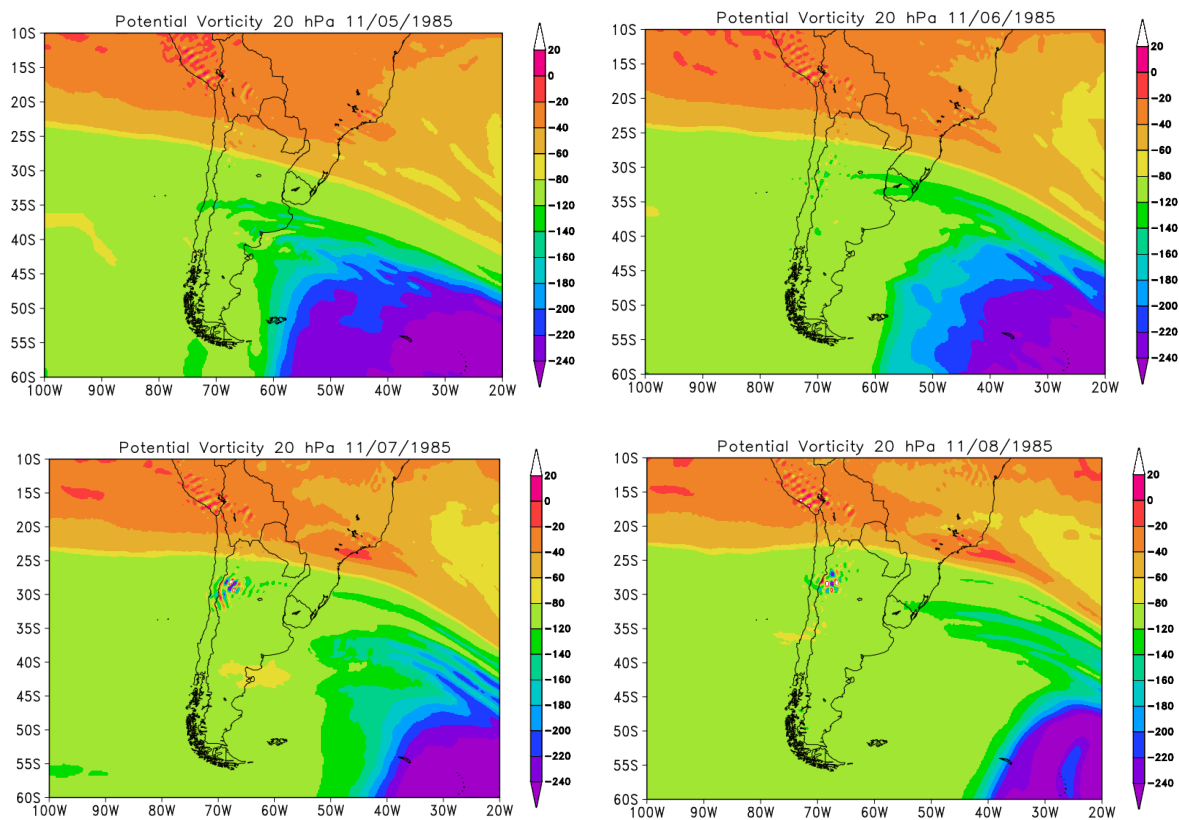 Potential Vorticity 20 hPa 11/05/1985
10S
15S
20S
25S
30S
35S
40S
45S
50S
55S
60S
100W 90W 80W 70W 60W 50W 40W 30W 20W
20
0
−20
−40
−60
−80
−120
−140
−160
−180
−200
−220
−240
Potential Vorticity 20 hPa 11/06/1985
10S
15S
20S
25S
30S
35S
40S
45S
50S
55S
60S
100W 90W 80W 70W 60W 50W 40W 30W 20W
20
0
−20
−40
−60
−80
−120
−140
−160
−180
−200
−220
−240
Potential Vorticity 20 hPa 11/07/1985
10S
15S
20S
25S
30S
35S
40S
45S
50S
55S
60S
100W 90W 80W 70W 60W 50W 40W 30W 20W
20
0
−20
−40
−60
−80
−120
−140
−160
−180
−200
−220
−240
Potential Vorticity 20 hPa 11/08/1985
10S
15S
20S
25S
30S
35S
40S
45S
50S
55S
60S
100W 90W 80W 70W 60W 50W 40W 30W 20W
20
0
−20
−40
−60
−80
−120
−140
−160
−180
−200
−220
−240